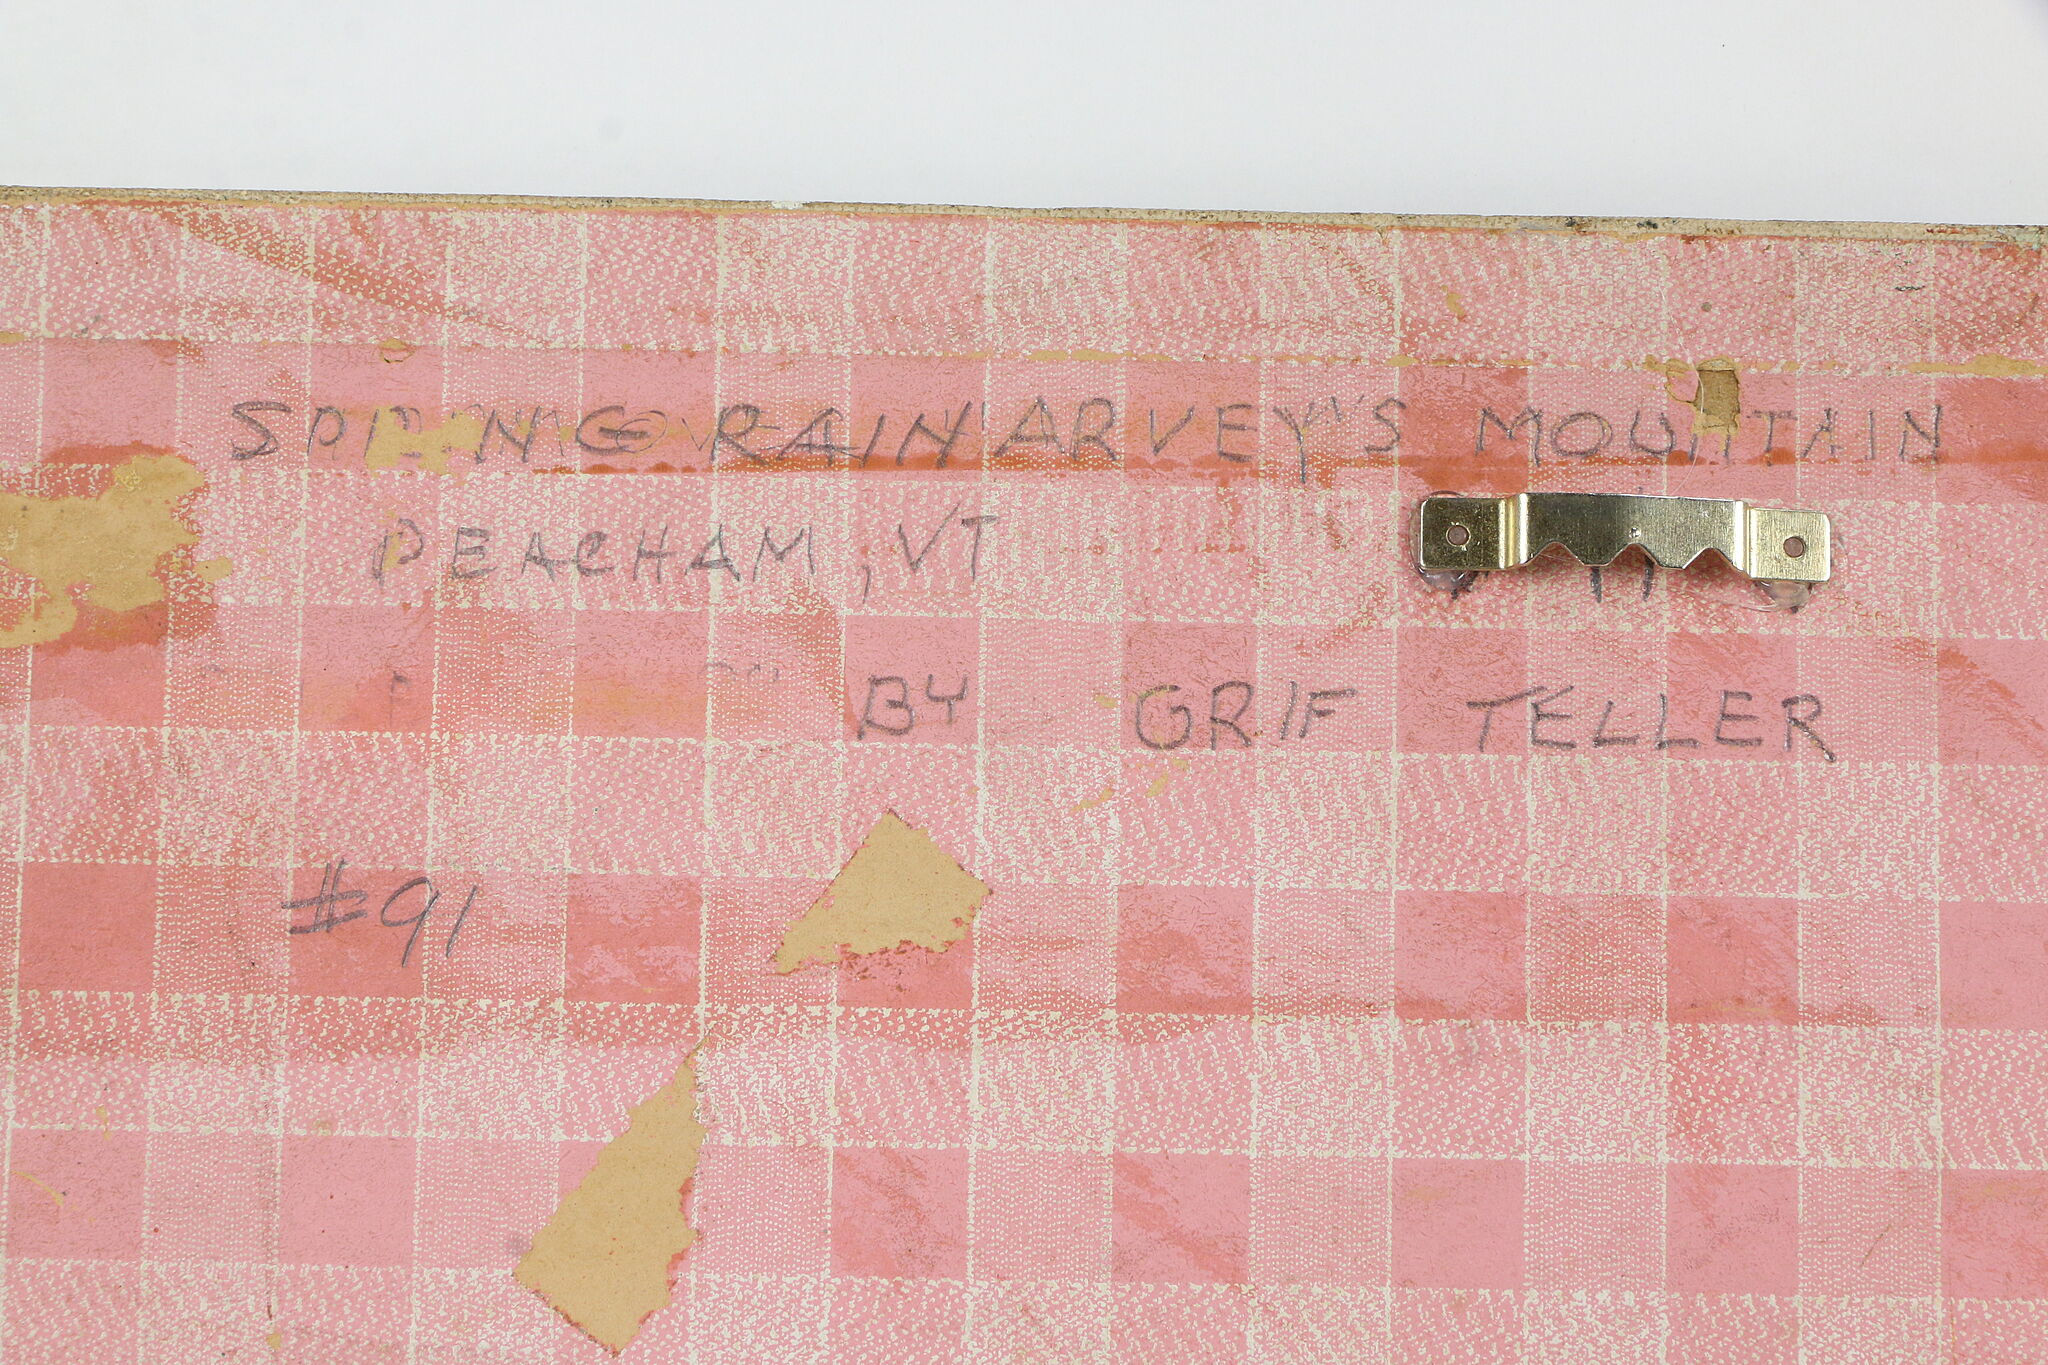 SPRING RAIN HARVEY'S MOUNTAIN
PEACHAM, VT
BY GRIF TELLER
#91